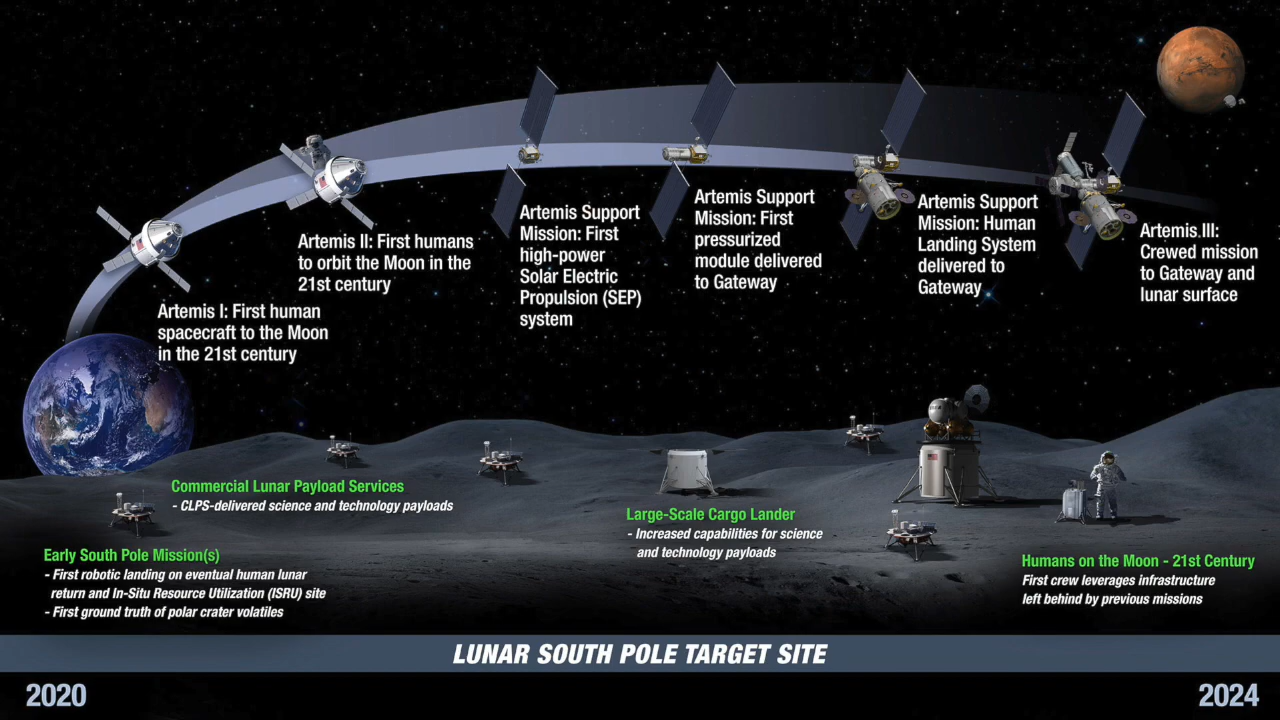 Artemis I: First human
spacecraft to the Moon
in the 21st century
Artemis II: First humans
to orbit the Moon in the
21st century
Artemis Support
Mission: First
high-power
Solar Electric
Propulsion (SEP)
system
Artemis Support
Mission: First
pressurized
module delivered
to Gateway
Artemis Support
Mission: Human
Landing System
delivered to
Gateway
Artemis III:
Crewed mission
to Gateway and
lunar surface
Commercial Lunar Payload Services
- CLPS-delivered science and technology payloads
Early South Pole Mission(s)
- First robotic landing on eventual human lunar
return and In-Situ Resource Utilization (ISRU) site
- First ground truth of polar crater volatiles
Large-Scale Cargo Lander
- Increased capabilities for science
and technology payloads
Humans on the Moon - 21st Century
First crew leverages infrastructure
left behind by previous missions
LUNAR SOUTH POLE TARGET SITE
2020
2024